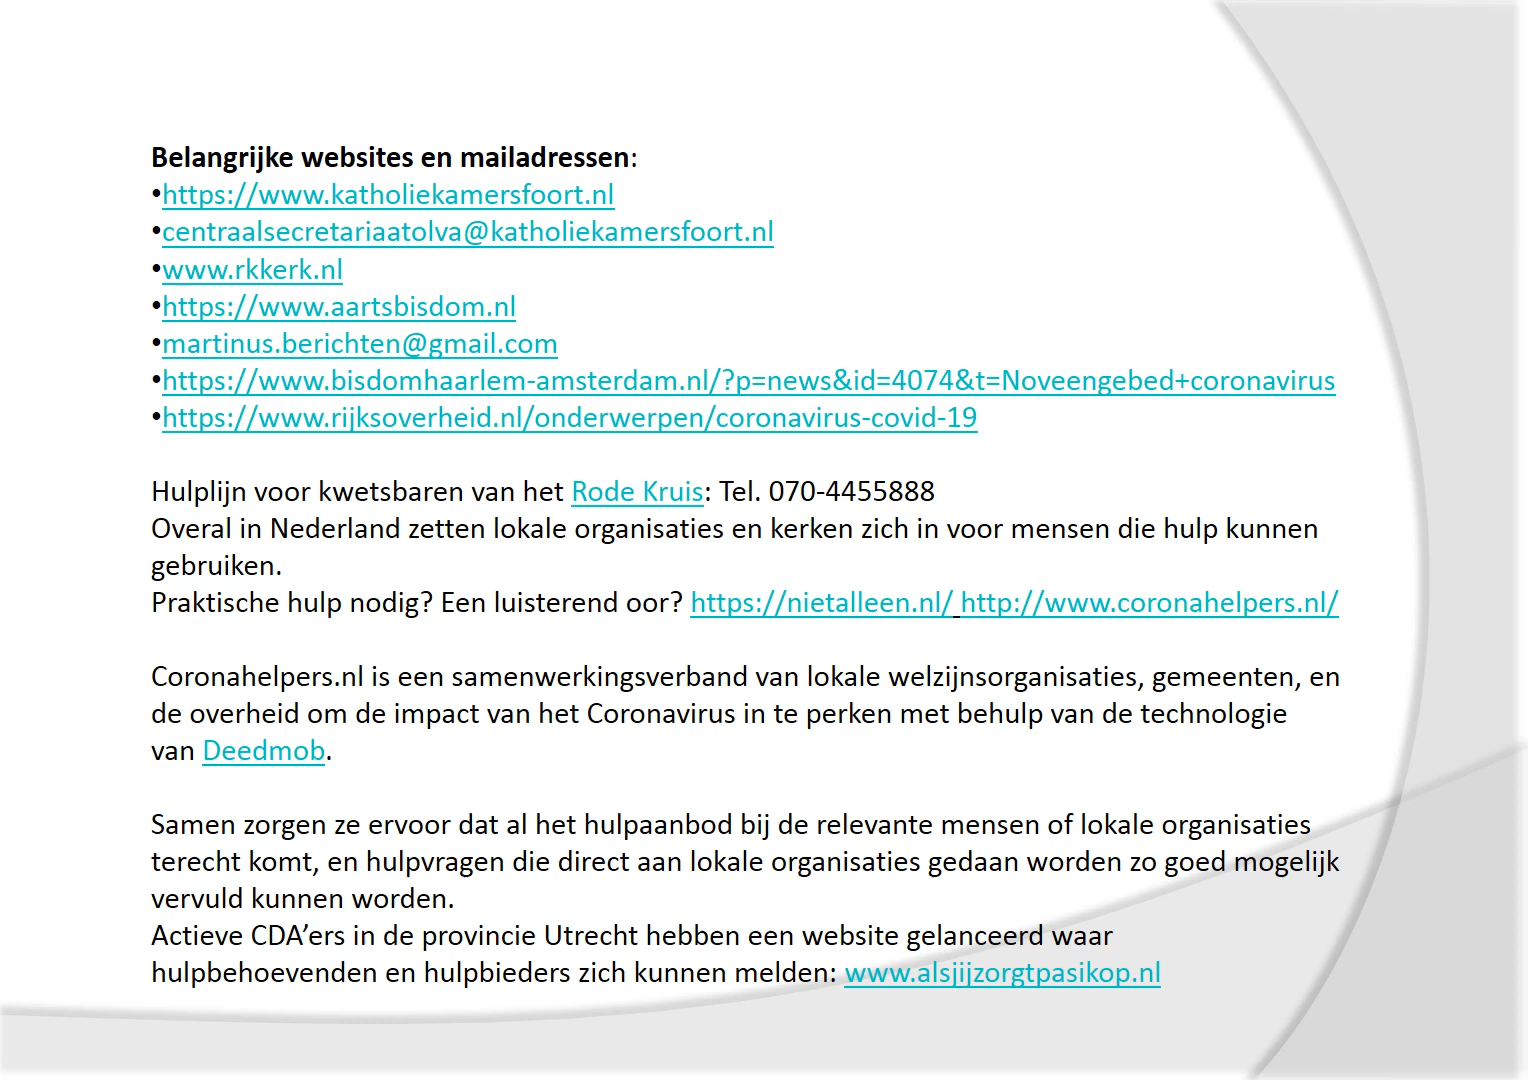 Belangrijke websites en mailadressen:
•https://www.katholiekamersfoort.nl
•centraalsecretariaatolva@katholiekamersfoort.nl
•www.rkkerk.nl
•https://www.aartsbisdom.nl
•martinus.berichten@gmail.com
•https://www.bisdomhaarlem-amsterdam.nl/?p=news&id=4074&t=Noveengebed+coronavirus
•https://www.rijksoverheid.nl/onderwerpen/coronavirus-covid-19
Hulplijn voor kwetsbaren van het Rode Kruis: Tel. 070-4455888
Overal in Nederland zetten lokale organisaties en kerken zich in voor mensen die hulp kunnen
gebruiken.
Praktische hulp nodig? Een luisterend oor? https://nietalleen.nl/ http://www.coronahelpers.nl/
Coronahelpers.nl is een samenwerkingsverband van lokale welzijnsorganisaties, gemeenten, en
de overheid om de impact van het Coronavirus in te perken met behulp van de technologie
van Deedmob.
Samen zorgen ze ervoor dat al het hulpaanbod bij de relevante mensen of lokale organisaties
terecht komt, en hulpvragen die direct aan lokale organisaties gedaan worden zo goed mogelijk
vervuld kunnen worden.
Actieve CDA’ers in de provincie Utrecht hebben een website gelanceerd waar
hulpbehoevenden en hulpbieders zich kunnen melden: www.alsjijzorgtpasikop.nl